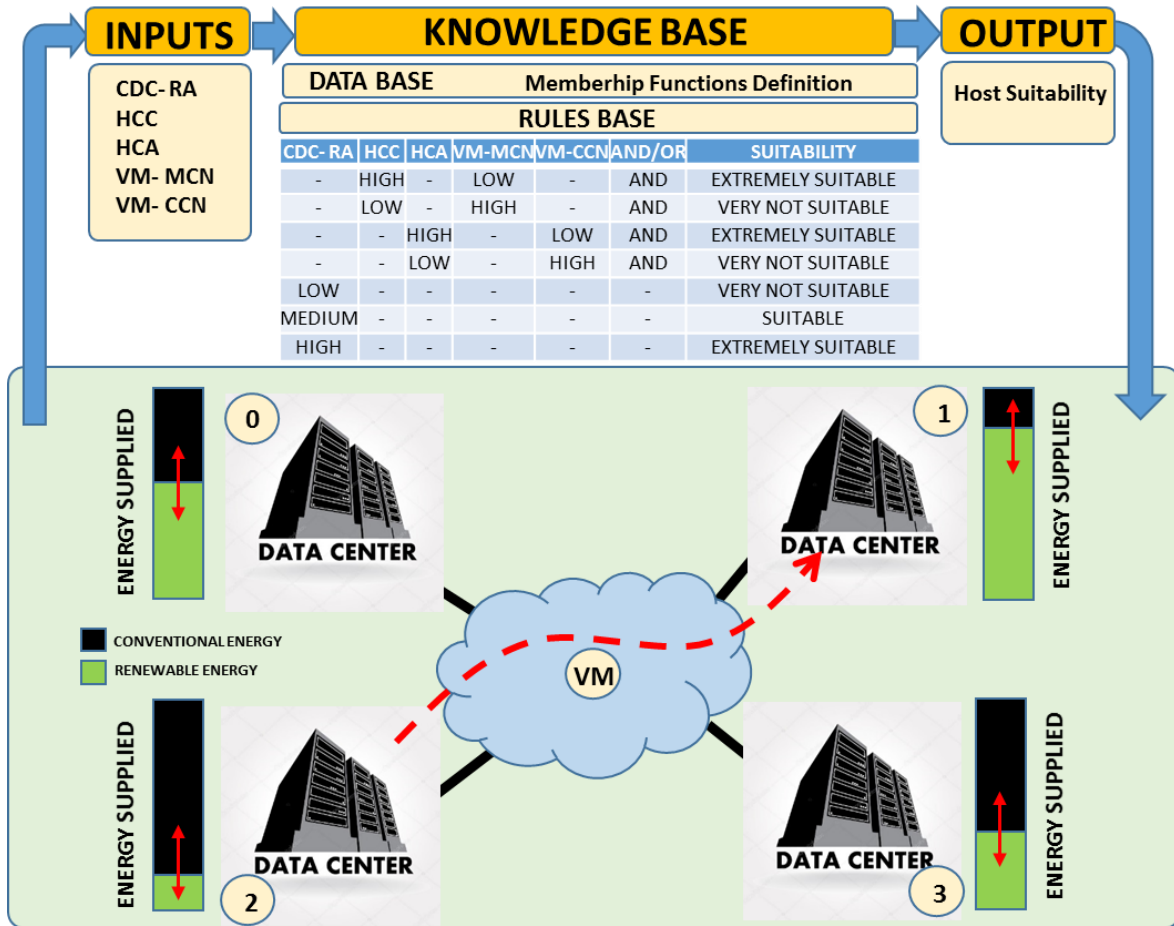 INPUTS
KNOWLEDGE BASE
OUTPUT
CDC- RA
HCC
HCA
VM- MCN
VM- CCN
DATA BASE Memberhip Functions Definition
RULES BASE
Host Suitability
CDC- RA HCC HCA VM-MCN VM-CCN AND/OR SUITABILITY
- HIGH - LOW - AND EXTREMELY SUITABLE
- LOW - HIGH - AND VERY NOT SUITABLE
- - HIGH - LOW AND EXTREMELY SUITABLE
- - LOW - HIGH AND VERY NOT SUITABLE
LOW - - - - - VERY NOT SUITABLE
MEDIUM - - - - - SUITABLE
HIGH - - - - - EXTREMELY SUITABLE
ENERGY SUPPLIED
0
DATA CENTER
1
DATA CENTER
ENERGY SUPPLIED
CONVENTIONAL ENERGY
RENEWABLE ENERGY
VM
ENERGY SUPPLIED
DATA CENTER
2
DATA CENTER
3
ENERGY SUPPLIED